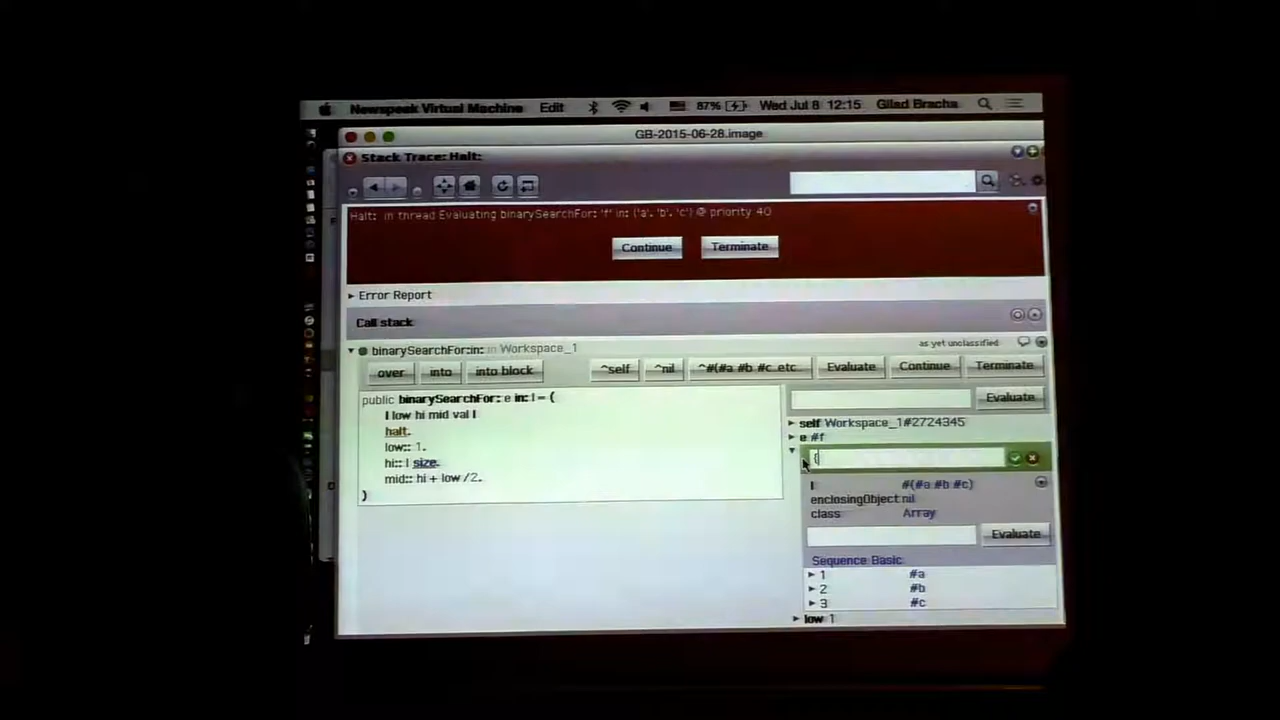 Newspeak Virtual Machine Edit 87% Wed Jul 8 12:15 Gilad Bracha
GB-2015-06-28.image
Stack Trace: Halt:
Halt: in thread Evaluating binarySearchFor: 'f' in: {'a'. 'b'. 'c'} @ priority 40
Continue Terminate
Error Report
Call stack
binarySearchFor:in: in Workspace_1 as yet unclassified
over into into block ^self ^nil ^#(#a #b #c etc... Evaluate Continue Terminate
public binarySearchFor: e in: l = (
| low hi mid val |
halt.
low:: 1.
hi:: l size.
mid:: hi + low /2.
)
Evaluate
self Workspace_1#2724345
e #f
{
l #(#a #b #c)
enclosingObject nil
class Array
Evaluate
Sequence Basic
1 #a
2 #b
3 #c
low 1